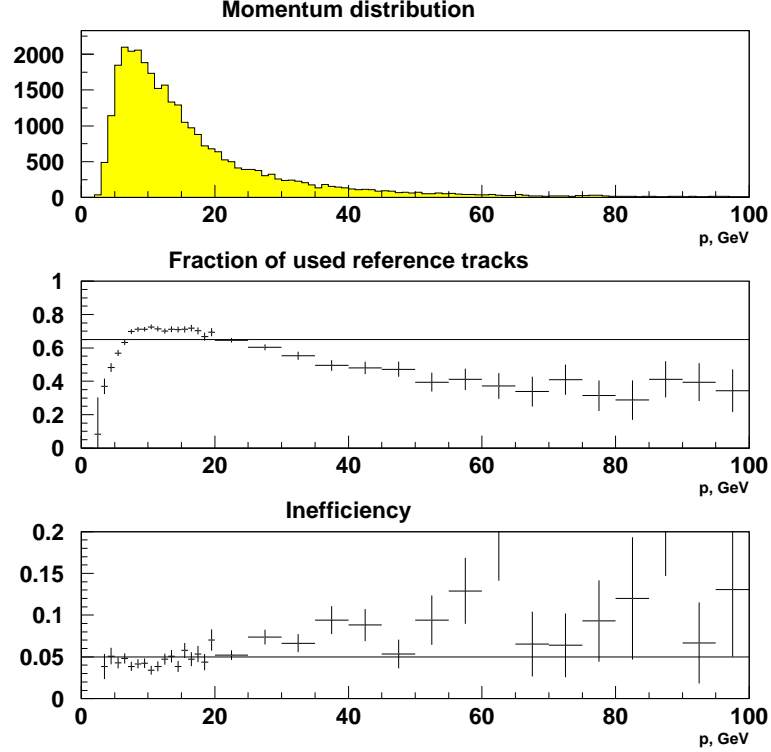 Momentum distribution
2000
1500
1000
500
0
0 20 40 60 80 100
p, GeV
Fraction of used reference tracks
1
0.8
0.6
0.4
0.2
0
0 20 40 60 80 100
p, GeV
Inefficiency
0.2
0.15
0.1
0.05
0
0 20 40 60 80 100
p, GeV